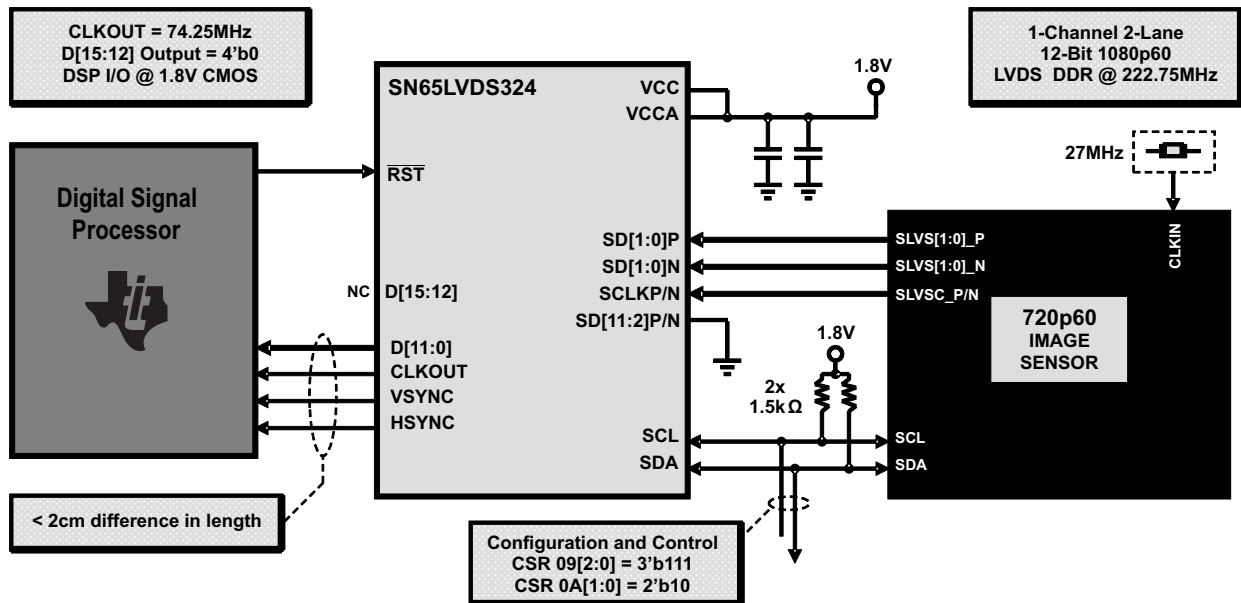 CLKOUT = 74.25MHz
D[15:12] Output = 4'b0
DSP I/O @ 1.8V CMOS
1-Channel 2-Lane
12-Bit 1080p60
LVDS DDR @ 222.75MHz
SN65LVDS324
VCC
VCCA
1.8V
27MHz
Digital Signal
Processor
RST
CLKIN
SD[1:0]P
SLVS[1:0]_P
SD[1:0]N
SLVS[1:0]_N
NC
D[15:12]
SCLKP/N
SLVSC_P/N
SD[11:2]P/N
720p60
IMAGE
SENSOR
1.8V
D[11:0]
CLKOUT
VSYNC
HSYNC
2x
1.5kΩ
SCL
SCL
SDA
SDA
< 2cm difference in length
Configuration and Control
CSR 09[2:0] = 3'b111
CSR 0A[1:0] = 2'b10